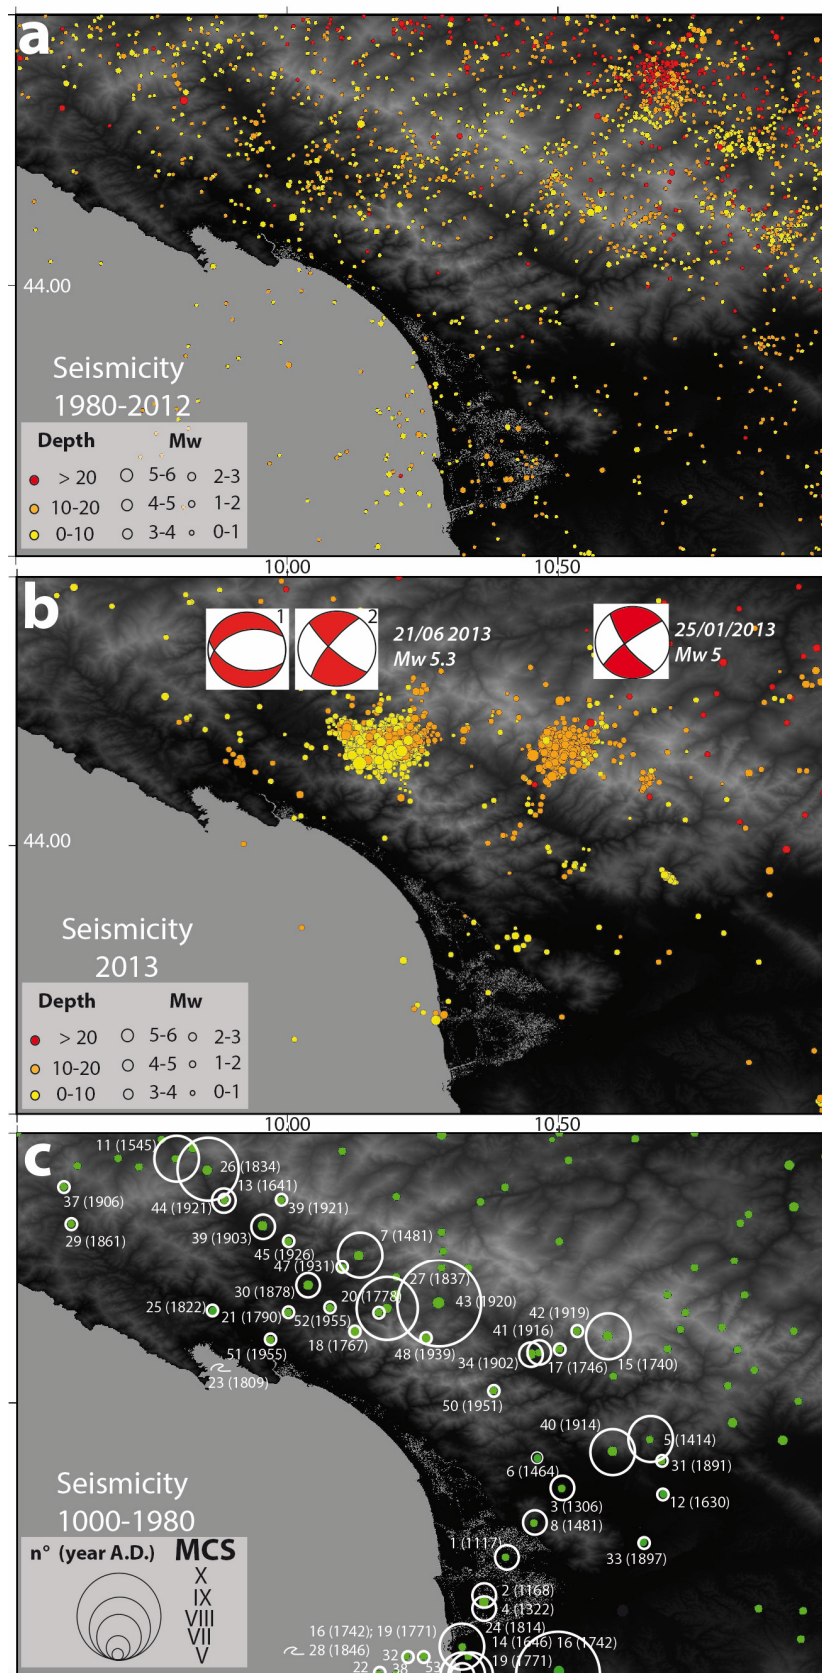 a
44.00
Seismicity
1980-2012
Depth Mw
> 20 5-6 2-3
10-20 4-5 1-2
0-10 3-4 0-1
10.00 10.50
b
1 2
21/06 2013
Mw 5.3
25/01/2013
Mw 5
44.00
Seismicity
2013
Depth Mw
> 20 5-6 2-3
10-20 4-5 1-2
0-10 3-4 0-1
10.00 10.50
c
11 (1545)
26 (1834)
13 (1641)
37 (1906)
44 (1921)
39 (1921)
29 (1861)
39 (1903)
7 (1481)
45 (1926)
47 (1931)
27 (1837)
30 (1878)
20 (1778)
43 (1920)
25 (1822)
21 (1790)
52 (1955)
42 (1919)
41 (1916)
18 (1767)
51 (1955)
48 (1939)
34 (1902)
17 (1746)
15 (1740)
23 (1809)
50 (1951)
40 (1914)
5 (1414)
31 (1891)
6 (1464)
3 (1306)
12 (1630)
8 (1481)
1 (1117)
33 (1897)
2 (1168)
4 (1322)
24 (1814)
16 (1742); 19 (1771)
14 (1646)
16 (1742)
28 (1846)
32
19 (1771)
22
38
53
Seismicity
1000-1980
n° (year A.D.) MCS
X
IX
VIII
VII
V